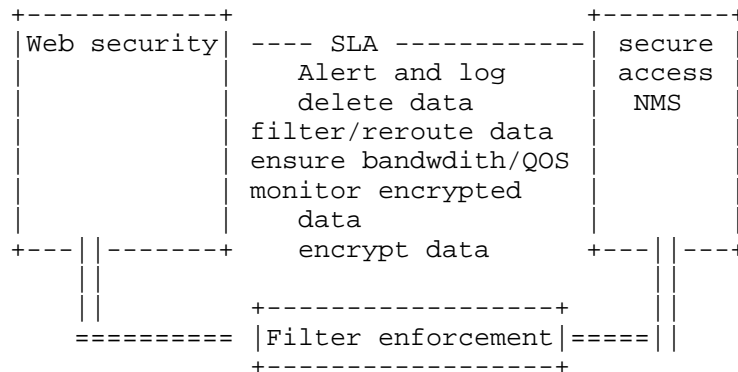 Web security ---- SLA ------------ secure
Alert and log access
delete data NMS
filter/reroute data
ensure bandwdith/QOS
monitor encrypted
data
encrypt data
Filter enforcement